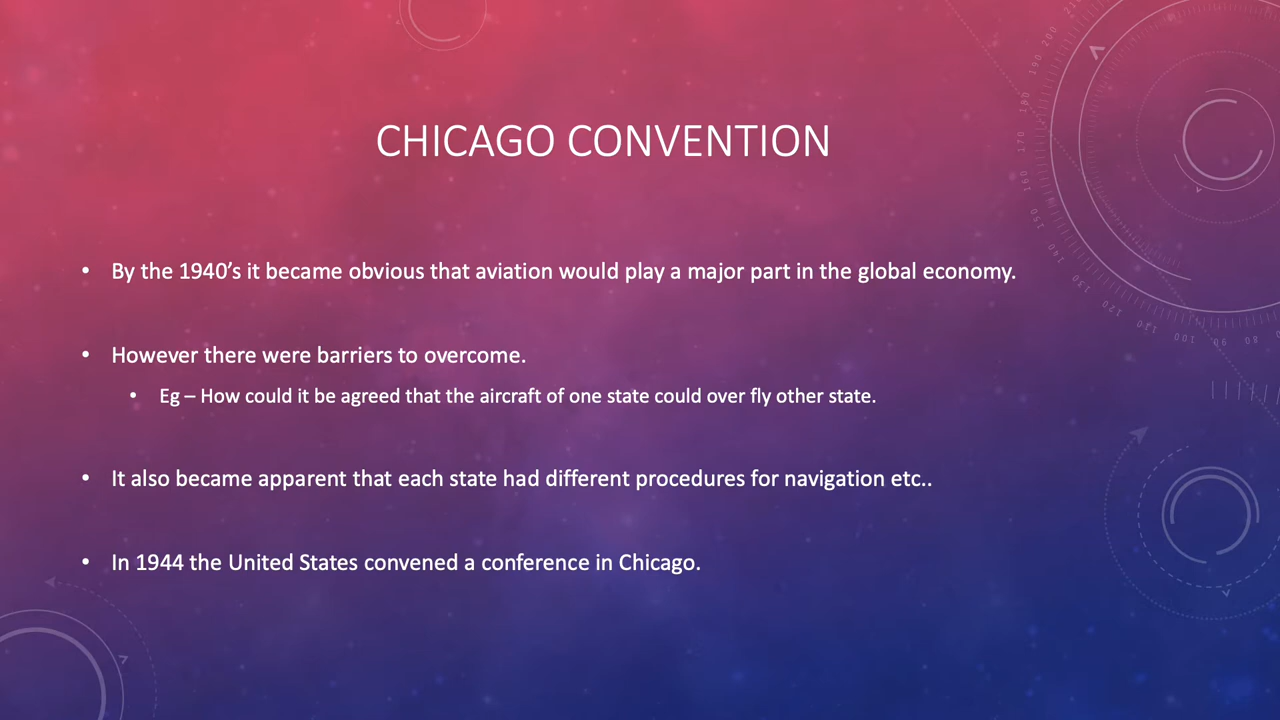 CHICAGO CONVENTION
• By the 1940’s it became obvious that aviation would play a major part in the global economy.
• However there were barriers to overcome.
• Eg – How could it be agreed that the aircraft of one state could over fly other state.
• It also became apparent that each state had different procedures for navigation etc..
• In 1944 the United States convened a conference in Chicago.